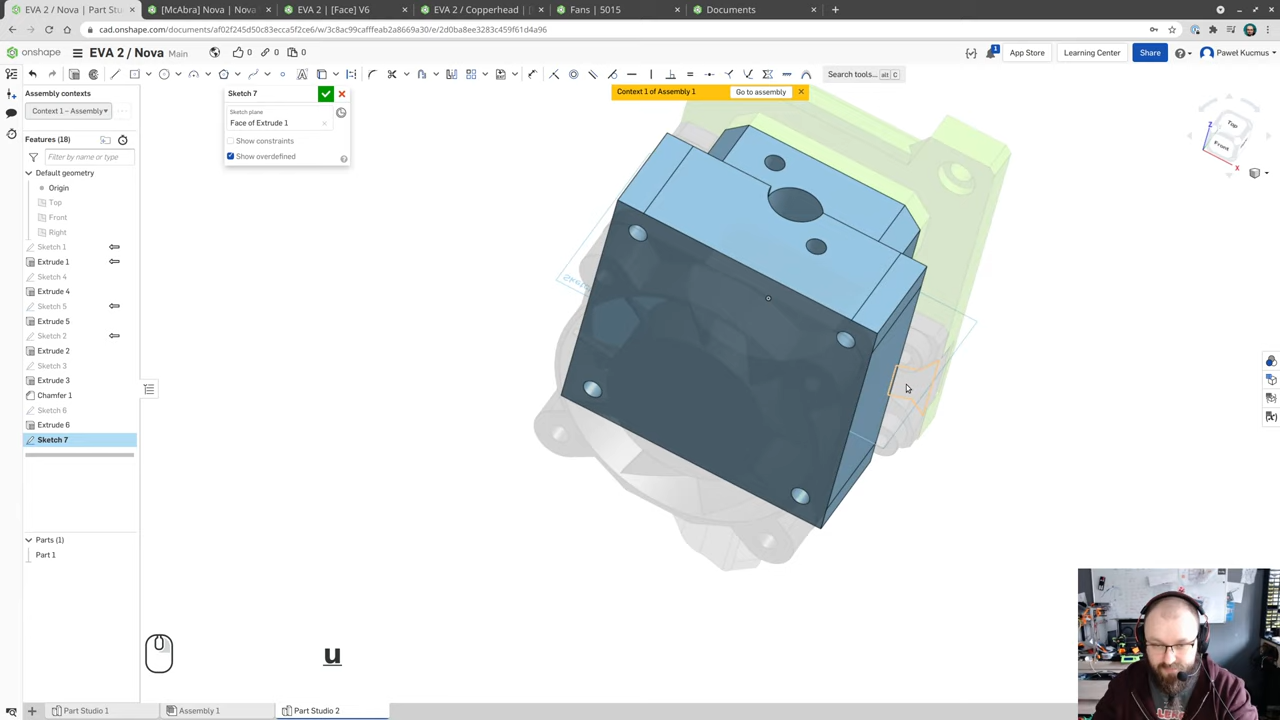 EVA 2 / Nova | Part Studi
[McAbra] Nova | Nova
EVA 2 | [Face] V6
EVA 2 / Copperhead |
Fans | 5015
Documents
https://cad.onshape.com/documents/af02f245d50c83ecca5f2ce6/w/3c8ac99cafffeab2a8669a30/e/2d0ba8ee3283c459f61d4a96
onshape
EVA 2 / Nova
Main
0
0
0
1
App Store
Learning Center
Share
Paweł Kucmus
Search tools...
alt
C
Assembly contexts
Context 1 – Assembly
Sketch 7
Context 1 of Assembly 1
Go to assembly
Sketch plane
Face of Extrude 1
Show constraints
Show overdefined
Features (18)
Filter by name or type
Default geometry
Origin
Top
Front
Right
Sketch 1
Extrude 1
Sketch 4
Extrude 4
Sketch 5
Extrude 5
Sketch 2
Extrude 2
Sketch 3
Extrude 3
Chamfer 1
Sketch 6
Extrude 6
Sketch 7
Parts (1)
Part 1
Z
Top
Front
X
u
Part Studio 1
Assembly 1
Part Studio 2